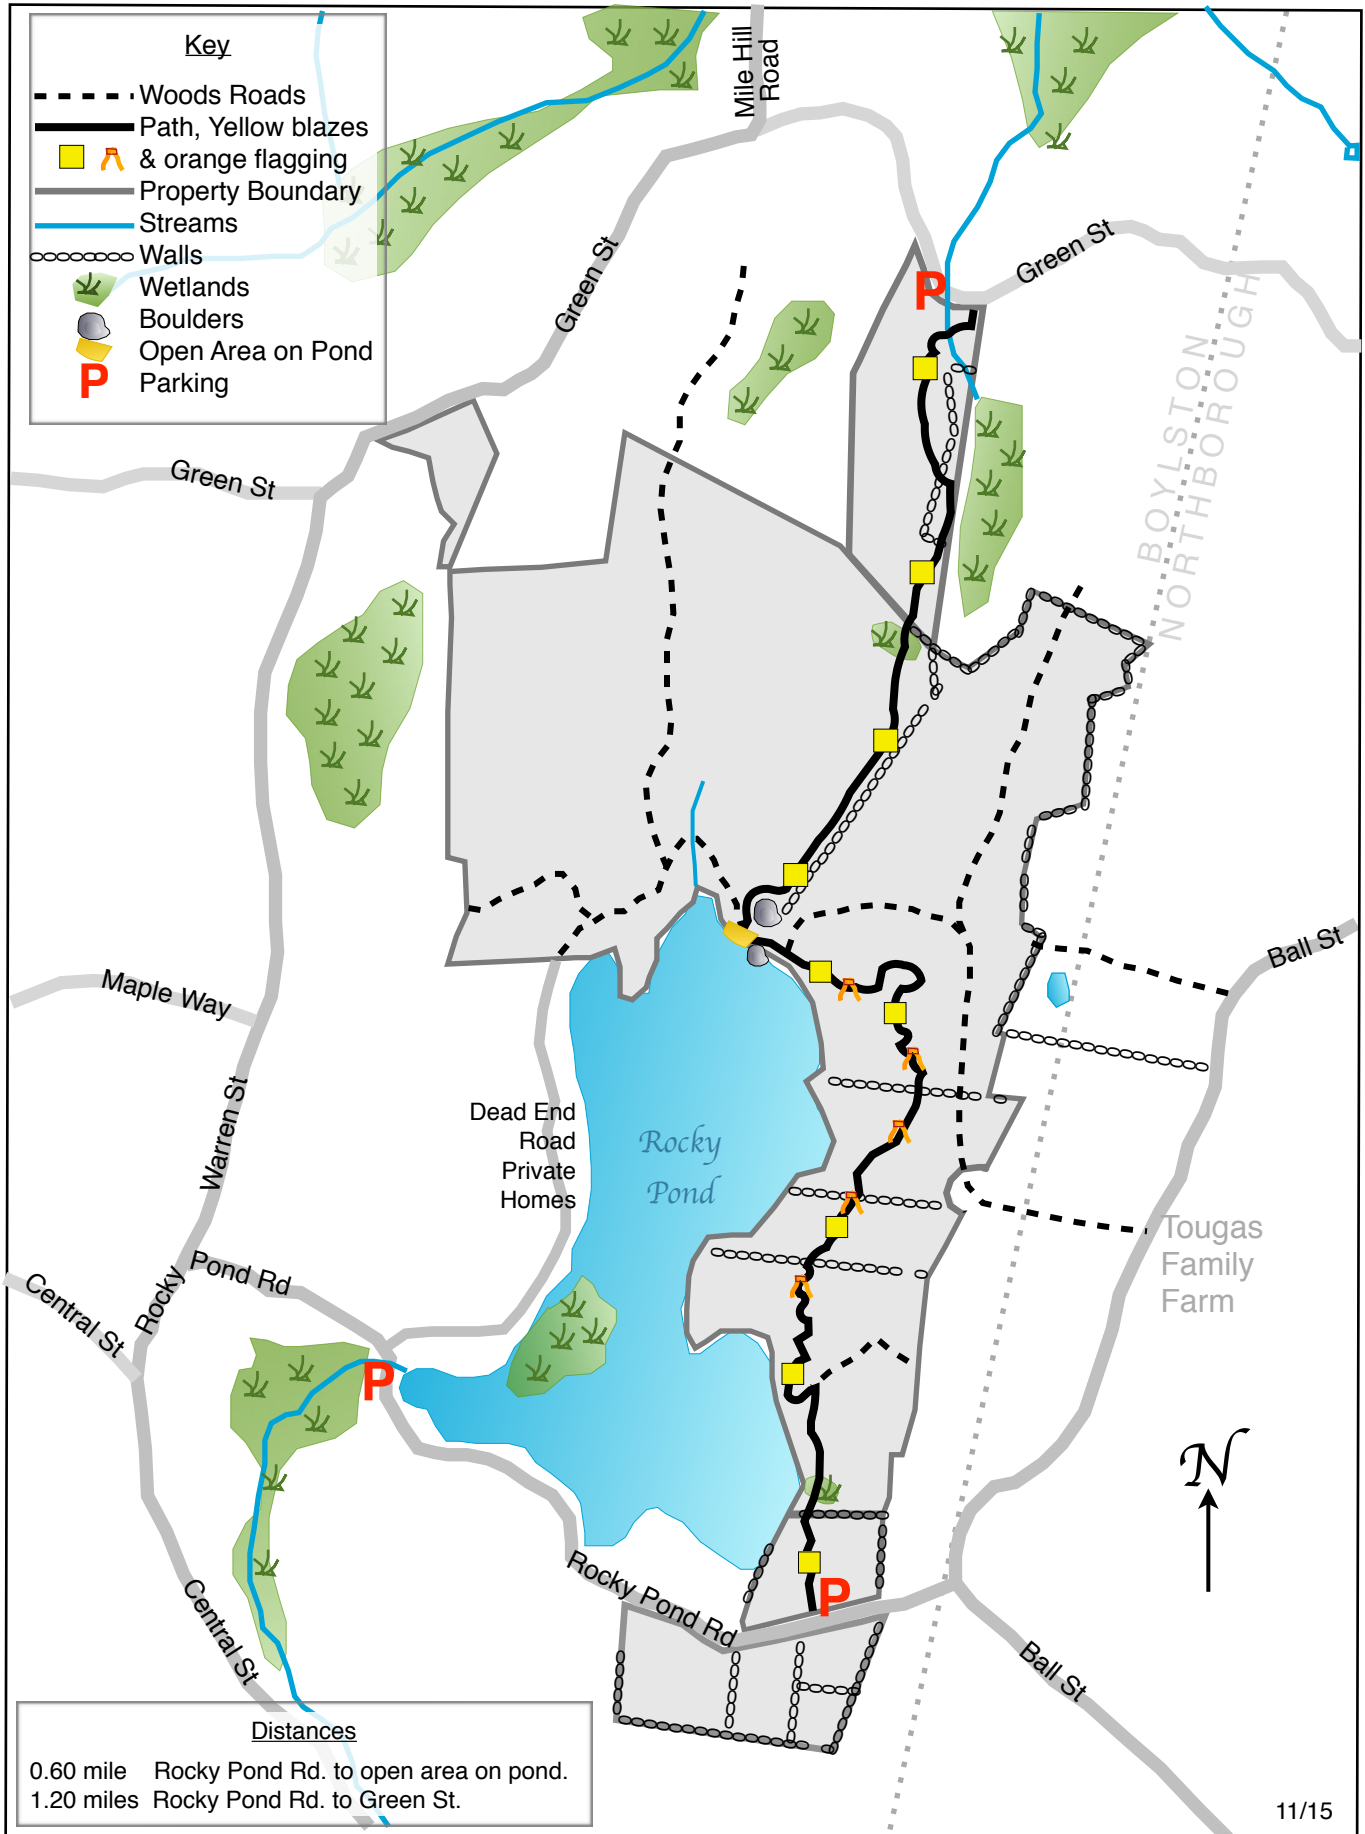 Key
Woods Roads
Path, Yellow blazes
& orange flagging
Property Boundary
Streams
Walls
Wetlands
Boulders
Open Area on Pond
P Parking
Mile Hill
Road
Green St
Green St
P
Green St
BOYLSTON
NORTHBOROUGH
Ball St
Maple Way
Warren St
Dead End
Road
Private
Homes
Rocky
Pond
Tougas
Family
Farm
Rocky
Pond Rd
Central St
P
N
Rocky Pond Rd
P
Central St
Ball St
Distances
0.60 mile Rocky Pond Rd. to open area on pond.
1.20 miles Rocky Pond Rd. to Green St.
11/15